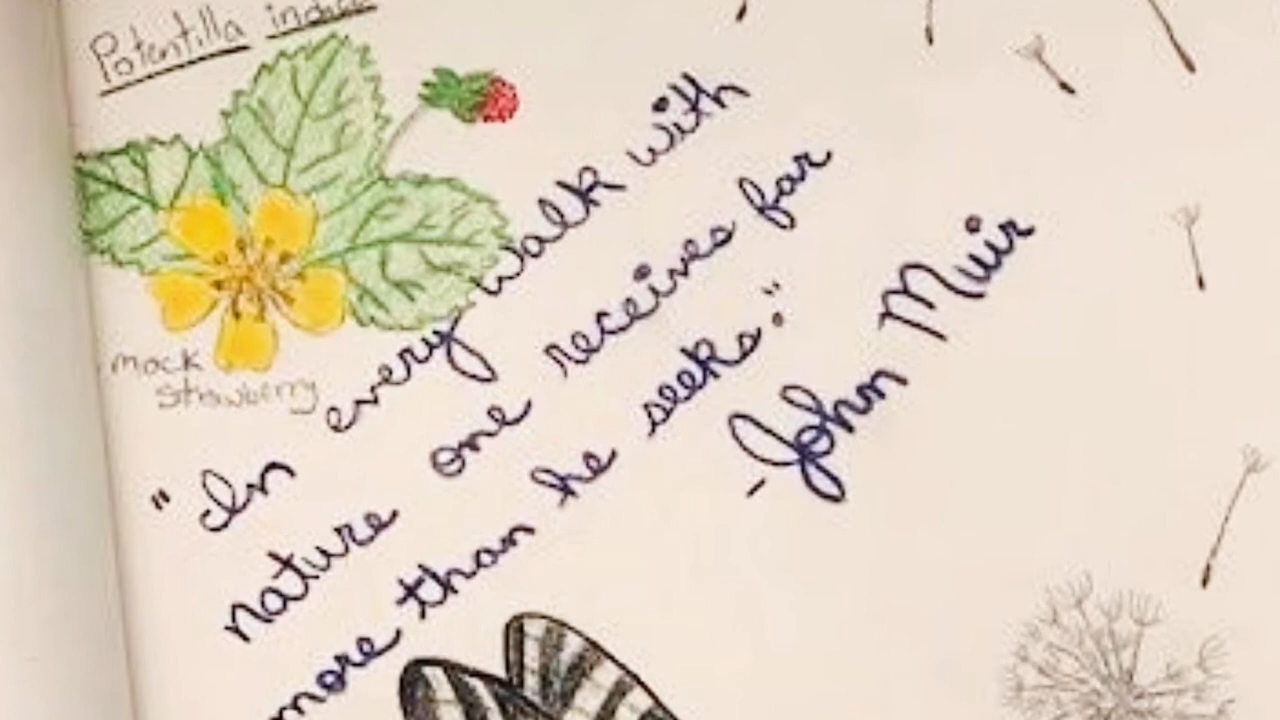 Potentilla indica
mock
strawberry
"In every walk with
nature one receives far
more than he seeks."
-John Muir